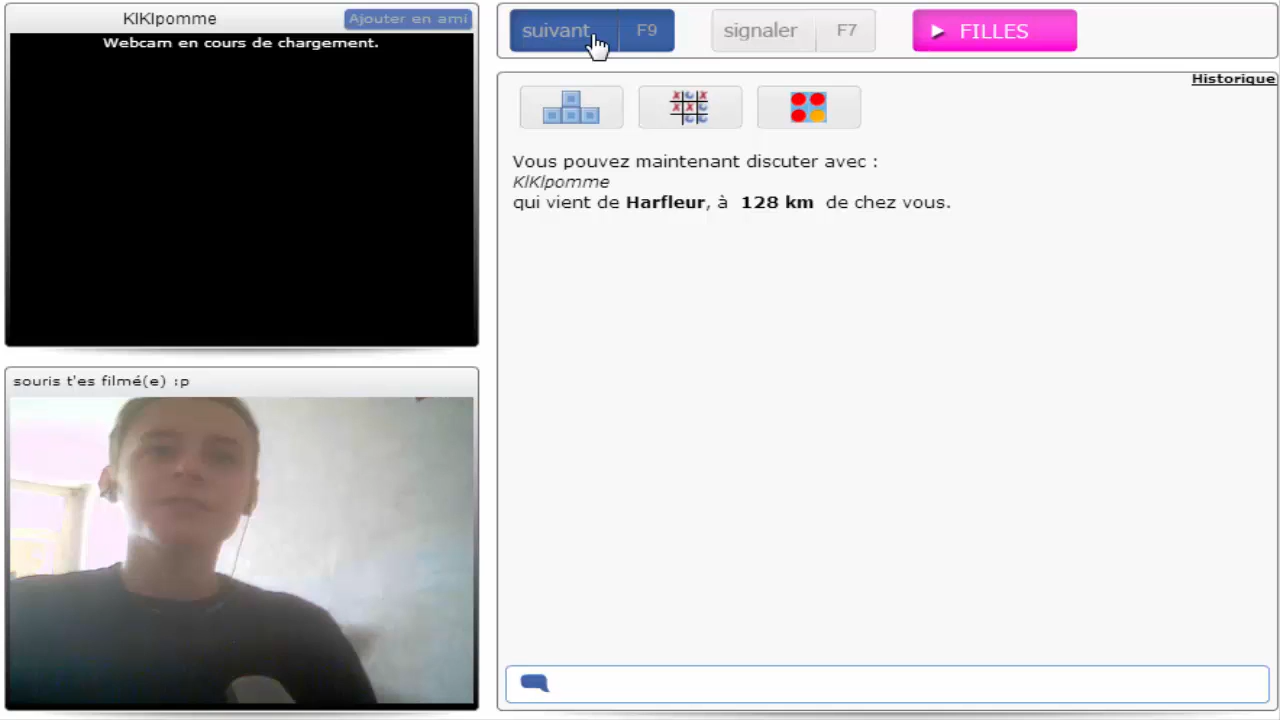 KlKlpomme
Ajouter en ami
Webcam en cours de chargement.
souris t'es filmé(e) :p
suivant F9
signaler F7
FILLES
Historique
Vous pouvez maintenant discuter avec :
KlKlpomme
qui vient de Harfleur, à 128 km de chez vous.